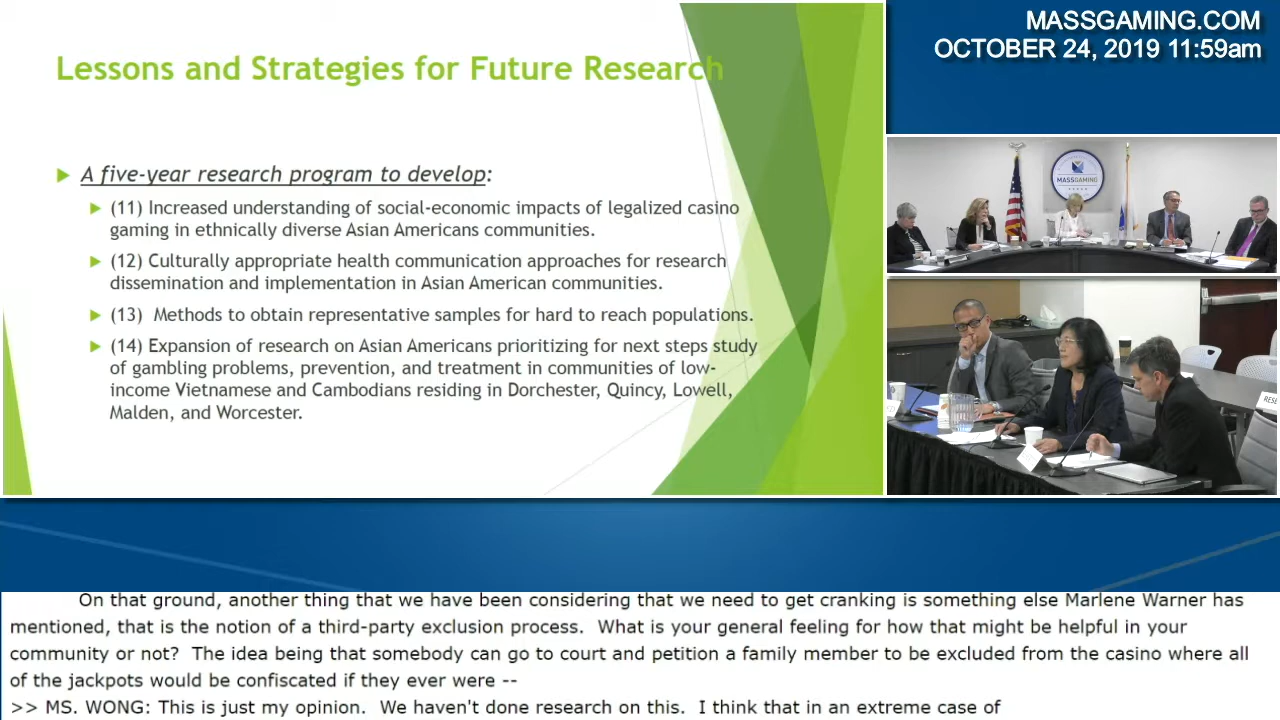 Lessons and Strategies for Future Research
A five-year research program to develop:
(11) Increased understanding of social-economic impacts of legalized casino
gaming in ethnically diverse Asian Americans communities.
(12) Culturally appropriate health communication approaches for research
dissemination and implementation in Asian American communities.
(13) Methods to obtain representative samples for hard to reach populations.
(14) Expansion of research on Asian Americans prioritizing for next steps study
of gambling problems, prevention, and treatment in communities of low-
income Vietnamese and Cambodians residing in Dorchester, Quincy, Lowell,
Malden, and Worcester.
MASSGAMING.COM
OCTOBER 24, 2019 11:59am
MASSGAMING
On that ground, another thing that we have been considering that we need to get cranking is something else Marlene Warner has
mentioned, that is the notion of a third-party exclusion process. What is your general feeling for how that might be helpful in your
community or not? The idea being that somebody can go to court and petition a family member to be excluded from the casino where all
of the jackpots would be confiscated if they ever were --
>> MS. WONG: This is just my opinion. We haven't done research on this. I think that in an extreme case of